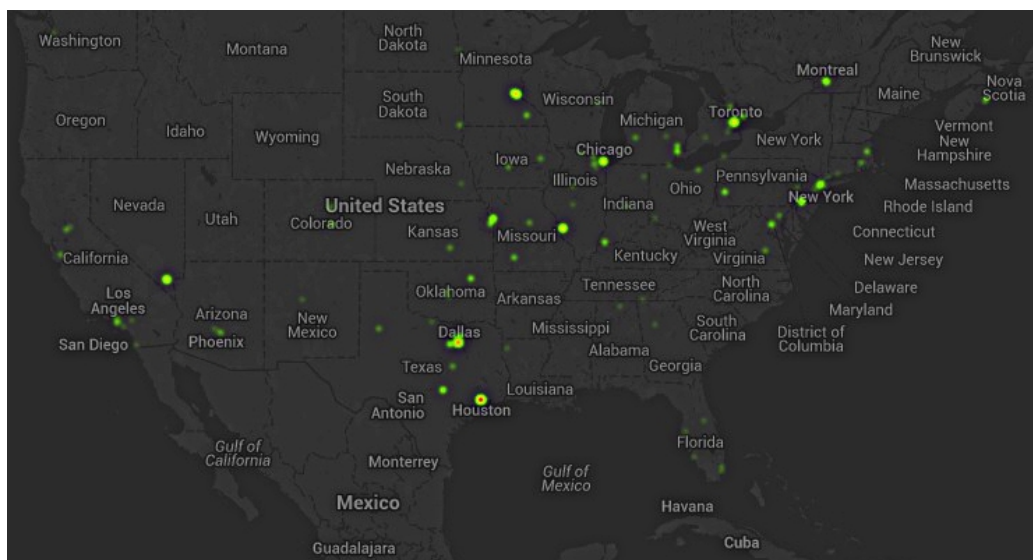 Washington
Montana
North
Dakota
Minnesota
New
Brunswick
Montreal
Nova
Scotia
Maine
Oregon
Idaho
Wyoming
South
Dakota
Wisconsin
Michigan
Toronto
New York
Vermont
New
Hampshire
Nebraska
Iowa
Chicago
Illinois
Ohio
Pennsylvania
Massachusetts
Nevada
Utah
Colorado
United States
Kansas
Missouri
Indiana
West
Virginia
New York
Rhode Island
Connecticut
California
Kentucky
Virginia
New Jersey
Los
Angeles
Arizona
New
Mexico
Oklahoma
Arkansas
Tennessee
North
Carolina
Delaware
Maryland
San Diego
Phoenix
Dallas
Mississippi
South
Carolina
District of
Columbia
Texas
Alabama
Georgia
San
Antonio
Houston
Louisiana
Gulf of
California
Monterrey
Gulf of
Mexico
Florida
Mexico
Havana
Guadalajara
Cuba